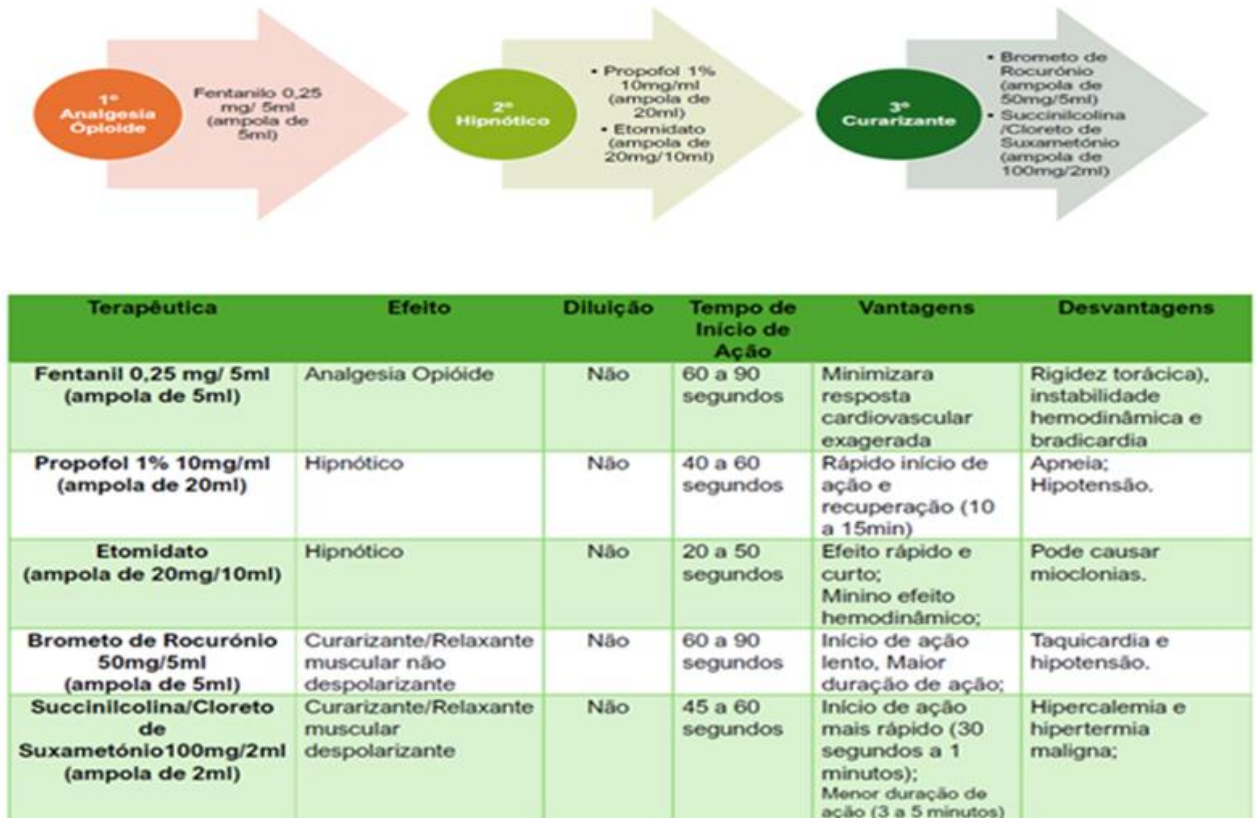 1º
Analgesia
Ópioide
Fentanilo 0,25
mg/ 5ml
(ampola de
5ml)
2º
Hipnótico
• Propofol 1%
10mg/ml
(ampola de
20ml)
• Etomidato
(ampola de
20mg/10ml)
3º
Curarizante
• Brometo de
Rocurónio
(ampola de
50mg/5ml)
• Succinilcolina
/Cloreto de
Suxametónio
(ampola de
100mg/2ml)
Terapêutica
Efeito
Diluição
Tempo de
Início de
Ação
Vantagens
Desvantagens
Fentanil 0,25 mg/ 5ml
(ampola de 5ml)
Analgesia Opióide
Não
60 a 90
segundos
Minimizara
resposta
cardiovascular
exagerada
Rigidez torácica),
instabilidade
hemodinâmica e
bradicardia
Propofol 1% 10mg/ml
(ampola de 20ml)
Hipnótico
Não
40 a 60
segundos
Rápido início de
ação e
recuperação (10
a 15min)
Apneia;
Hipotensão.
Etomidato
(ampola de 20mg/10ml)
Hipnótico
Não
20 a 50
segundos
Efeito rápido e
curto;
Minino efeito
hemodinâmico;
Pode causar
mioclonias.
Brometo de Rocurónio
50mg/5ml
(ampola de 5ml)
Curarizante/Relaxante
muscular não
despolarizante
Não
60 a 90
segundos
Início de ação
lento, Maior
duração de ação;
Taquicardia e
hipotensão.
Succinilcolina/Cloreto
de
Suxametónio100mg/2ml
(ampola de 2ml)
Curarizante/Relaxante
muscular
despolarizante
Não
45 a 60
segundos
Início de ação
mais rápido (30
segundos a 1
minutos);
Menor duração de
ação (3 a 5 minutos)
Hipercalemia e
hipertermia
maligna;